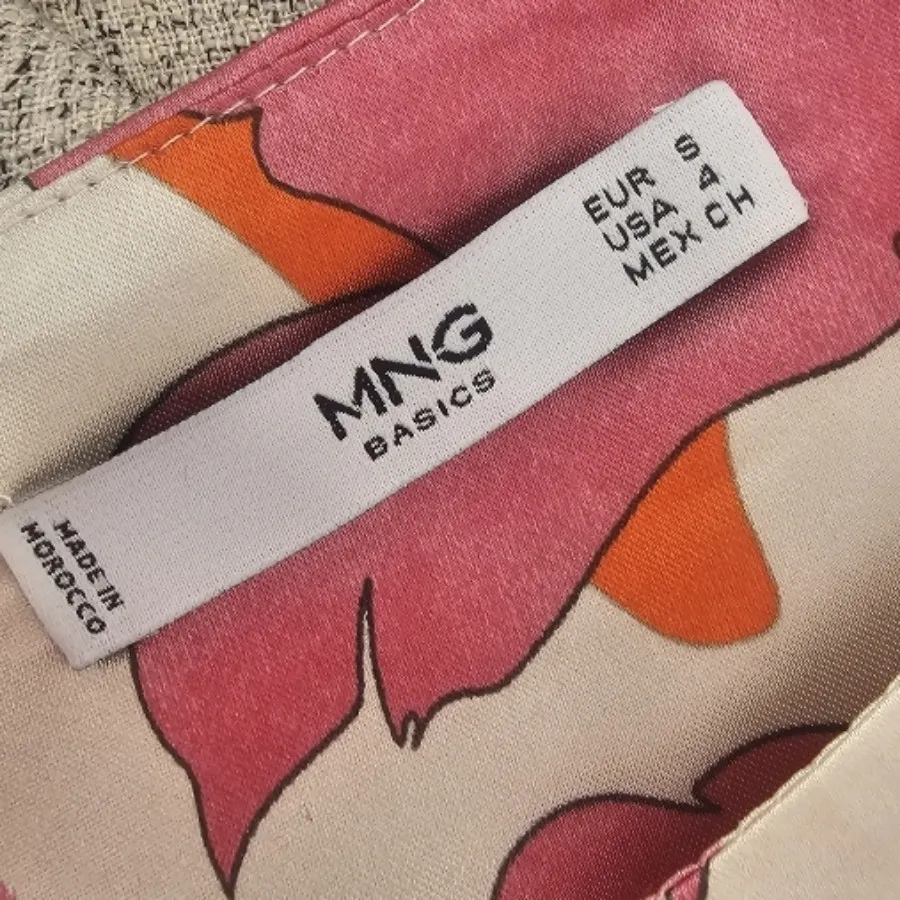 EUR S
USA 4
MEX CH
MNG
BASICS
MADE IN
MOROCCO